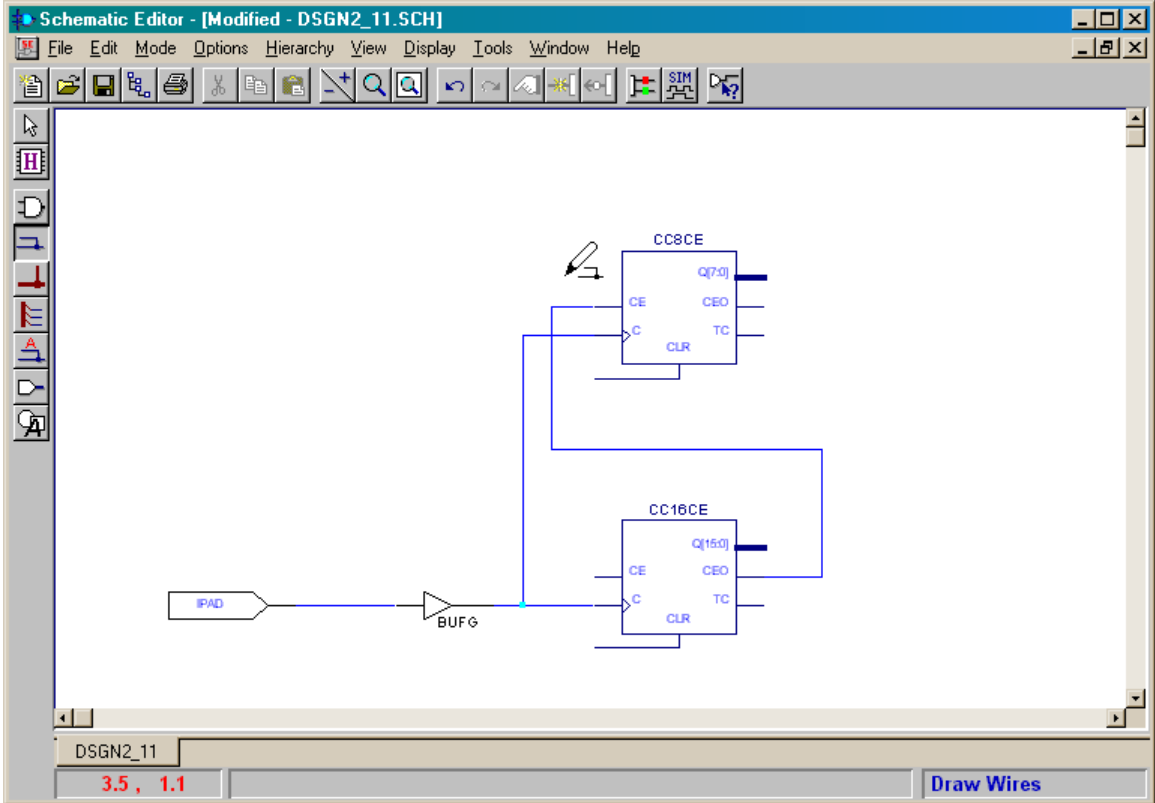 Schematic Editor - [Modified - DSGN2_11.SCH]
File Edit Mode Options Hierarchy View Display Tools Window Help
SIM
H
A
A
CC8CE
Q[7:0]
CE CEO
C TC
CLR
CC16CE
Q[15:0]
CE CEO
C TC
CLR
IPAD
BUFG
DSGN2_11
3.5 , 1.1
Draw Wires